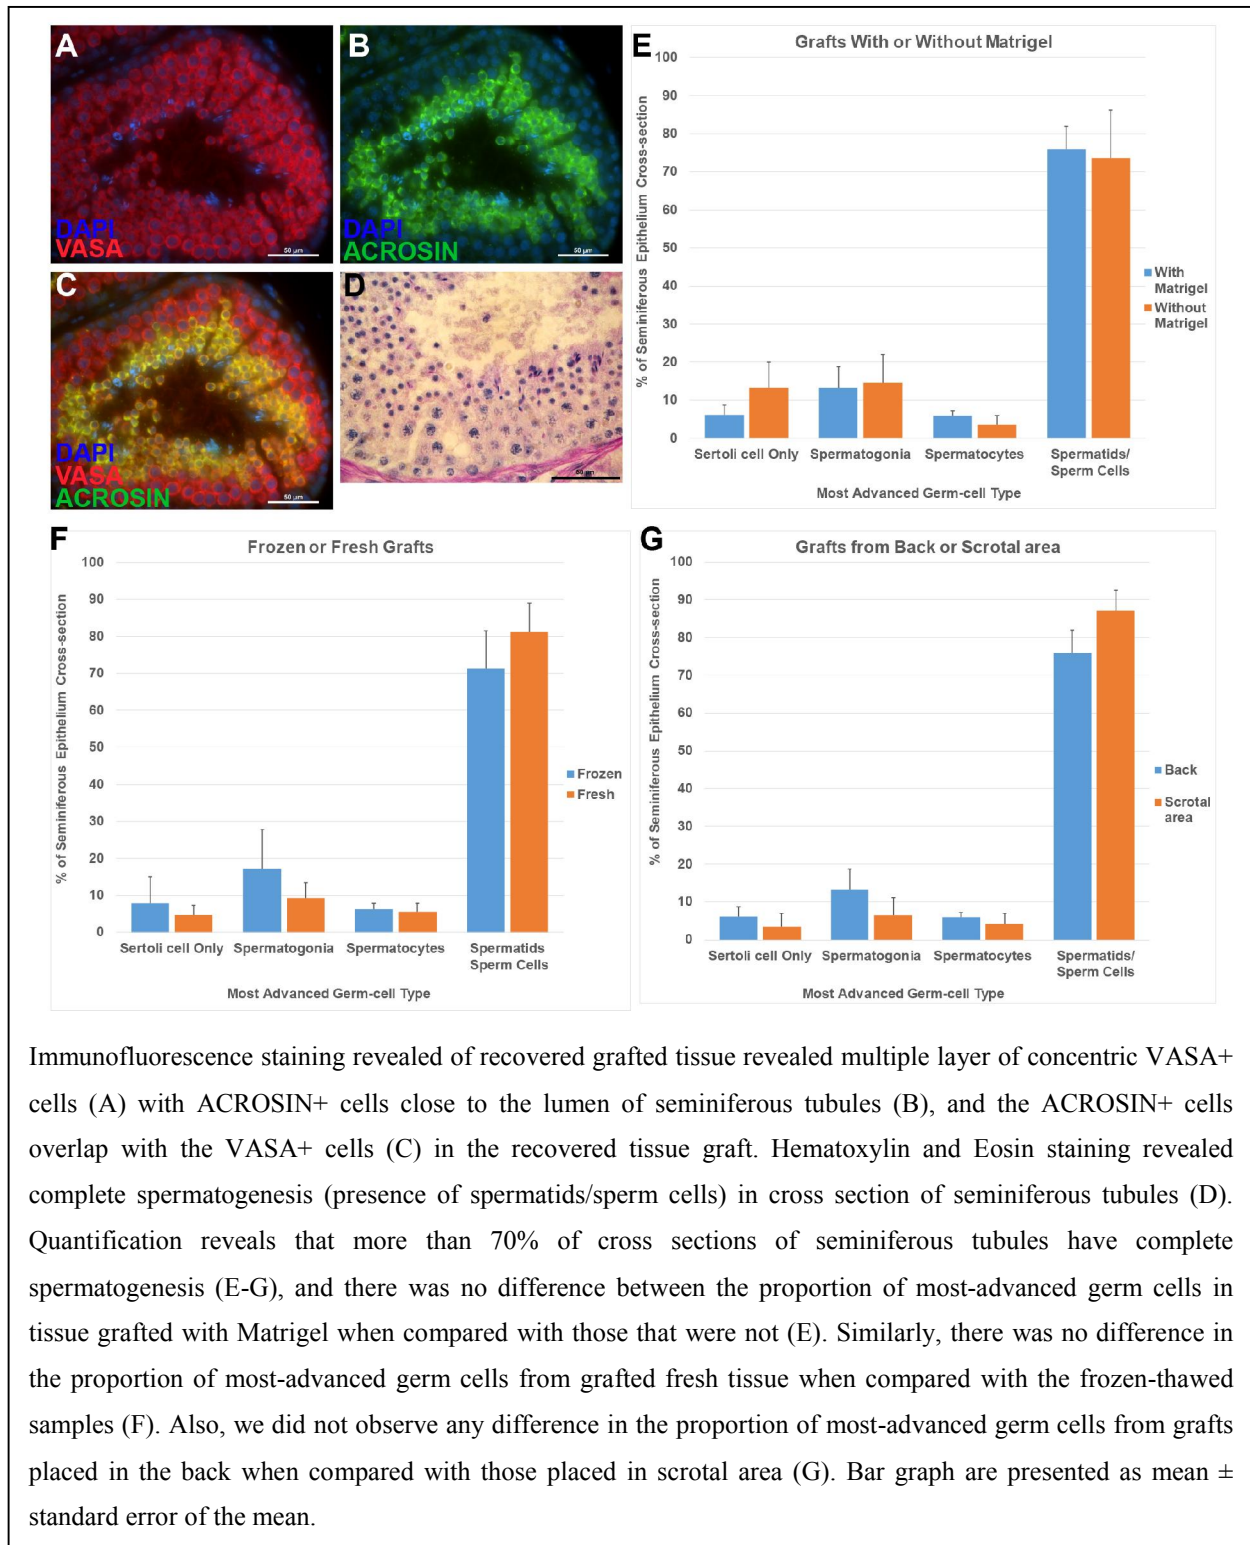 A
DAPI
VASA
50 µm
B
DAPI
ACROSIN
50 µm
C
DAPI
VASA
ACROSIN
50 µm
D
50 µm
E
Grafts With or Without Matrigel
% of Seminiferous Epithelium Cross-section
100
90
80
70
60
50
40
30
20
10
0
Sertoli cell Only Spermatogonia Spermatocytes Spermatids/
Sperm Cells
Most Advanced Germ-cell Type
With
Matrigel
Without
Matrigel
F
Frozen or Fresh Grafts
% of Seminiferous Epithelium Cross-section
100
90
80
70
60
50
40
30
20
10
0
Sertoli cell Only Spermatogonia Spermatocytes Spermatids
Sperm Cells
Most Advanced Germ-cell Type
Frozen
Fresh
G
Grafts from Back or Scrotal area
% of Seminiferous Epithelium Cross-section
100
90
80
70
60
50
40
30
20
10
0
Sertoli cell Only Spermatogonia Spermatocytes Spermatids/
Sperm Cells
Most Advanced Germ-cell Type
Back
Scrotal
area
Immunofluorescence staining revealed of recovered grafted tissue revealed multiple layer of concentric VASA+
cells (A) with ACROSIN+ cells close to the lumen of seminiferous tubules (B), and the ACROSIN+ cells
overlap with the VASA+ cells (C) in the recovered tissue graft. Hematoxylin and Eosin staining revealed
complete spermatogenesis (presence of spermatids/sperm cells) in cross section of seminiferous tubules (D).
Quantification reveals that more than 70% of cross sections of seminiferous tubules have complete
spermatogenesis (E-G), and there was no difference between the proportion of most-advanced germ cells in
tissue grafted with Matrigel when compared with those that were not (E). Similarly, there was no difference in
the proportion of most-advanced germ cells from grafted fresh tissue when compared with the frozen-thawed
samples (F). Also, we did not observe any difference in the proportion of most-advanced germ cells from grafts
placed in the back when compared with those placed in scrotal area (G). Bar graph are presented as mean ±
standard error of the mean.